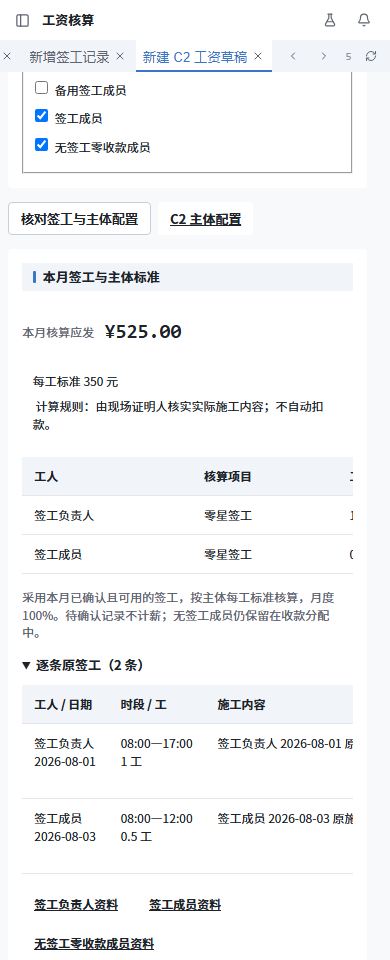 工资核算
新增签工记录
新建 C2 工资草稿
5
备用签工成员
签工成员
无签工零收款成员
核对签工与主体配置
C2 主体配置
本月签工与主体标准
本月核算应发 ¥525.00
每工标准 350 元
计算规则：由现场证明人核实实际施工内容；不自动扣
款。
工人 核算项目
签工负责人 零星签工 1
签工成员 零星签工
采用本月已确认且可用的签工，按主体每工标准核算，月度
100%。待确认记录不计薪；无签工成员仍保留在收款分配
中。
▼ 逐条原签工（2 条）
工人 / 日期 时段 / 工 施工内容
签工负责人 08:00—17:00 签工负责人 2026-08-01 原
2026-08-01 1 工
签工成员 08:00—12:00 签工成员 2026-08-03 原施
2026-08-03 0.5 工
签工负责人资料 签工成员资料
无签工零收款成员资料